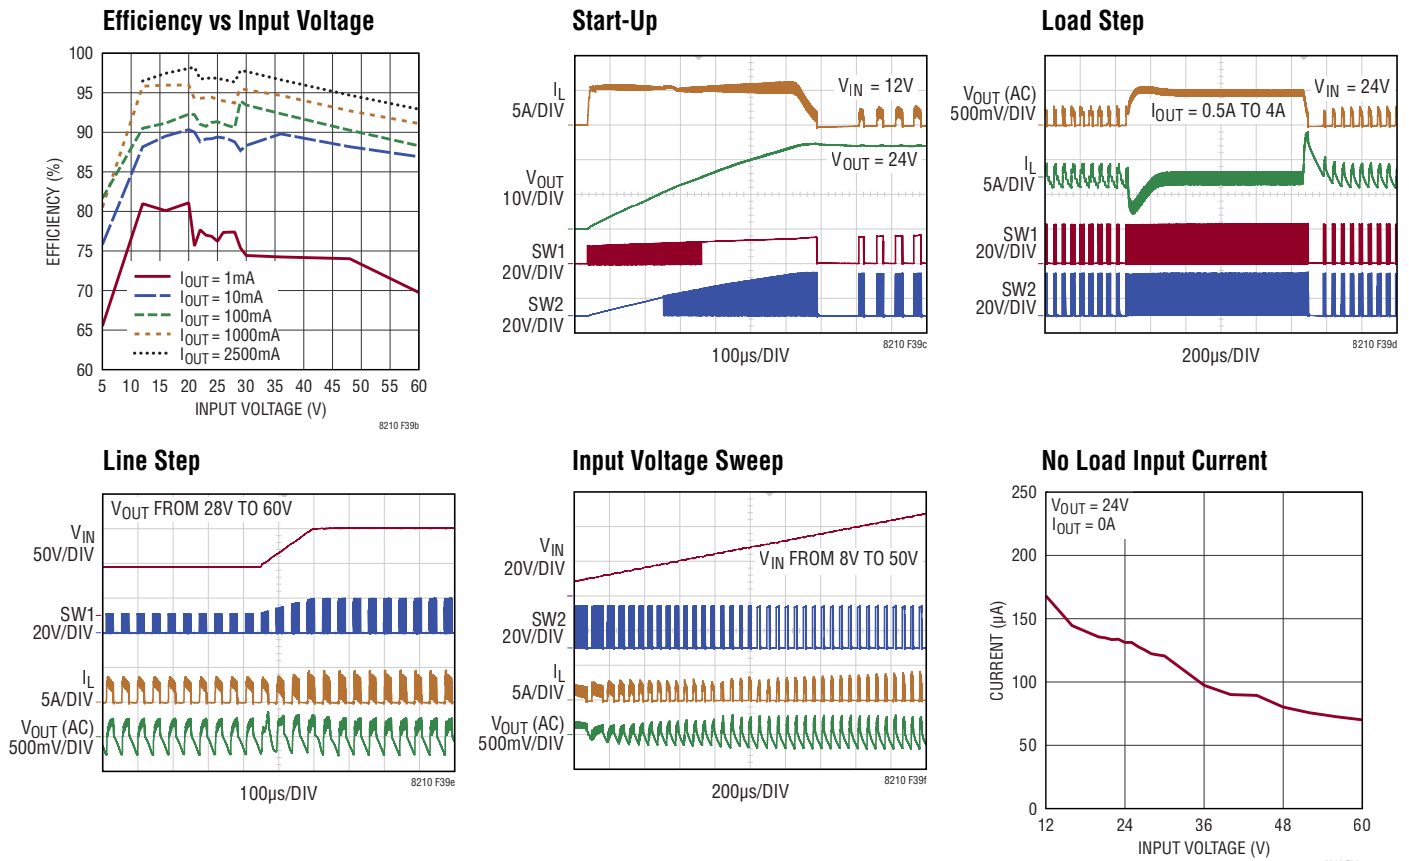 Efficiency vs Input Voltage
100
95
90
85
80
75
70
65
60
EFFICIENCY (%)
IOUT = 1mA
IOUT = 10mA
IOUT = 100mA
IOUT = 1000mA
IOUT = 2500mA
5 10 15 20 25 30 35 40 45 50 55 60
INPUT VOLTAGE (V)
8210 F39b
Start-Up
IL
5A/DIV
VIN = 12V
VOUT = 24V
VOUT
10V/DIV
SW1
20V/DIV
SW2
20V/DIV
8210 F39c
100µs/DIV
Load Step
VOUT (AC)
500mV/DIV
VIN = 24V
IOUT = 0.5A TO 4A
IL
5A/DIV
SW1
20V/DIV
SW2
20V/DIV
8210 F39d
200µs/DIV
Line Step
VOUT FROM 28V TO 60V
VIN
50V/DIV
SW1
20V/DIV
IL
5A/DIV
VOUT (AC)
500mV/DIV
8210 F39e
100µs/DIV
Input Voltage Sweep
VIN
20V/DIV
VIN FROM 8V TO 50V
SW2
20V/DIV
IL
5A/DIV
VOUT (AC)
500mV/DIV
8210 F39f
200µs/DIV
No Load Input Current
250
200
150
100
50
0
CURRENT (µA)
VOUT = 24V
IOUT = 0A
12 24 36 48 60
INPUT VOLTAGE (V)